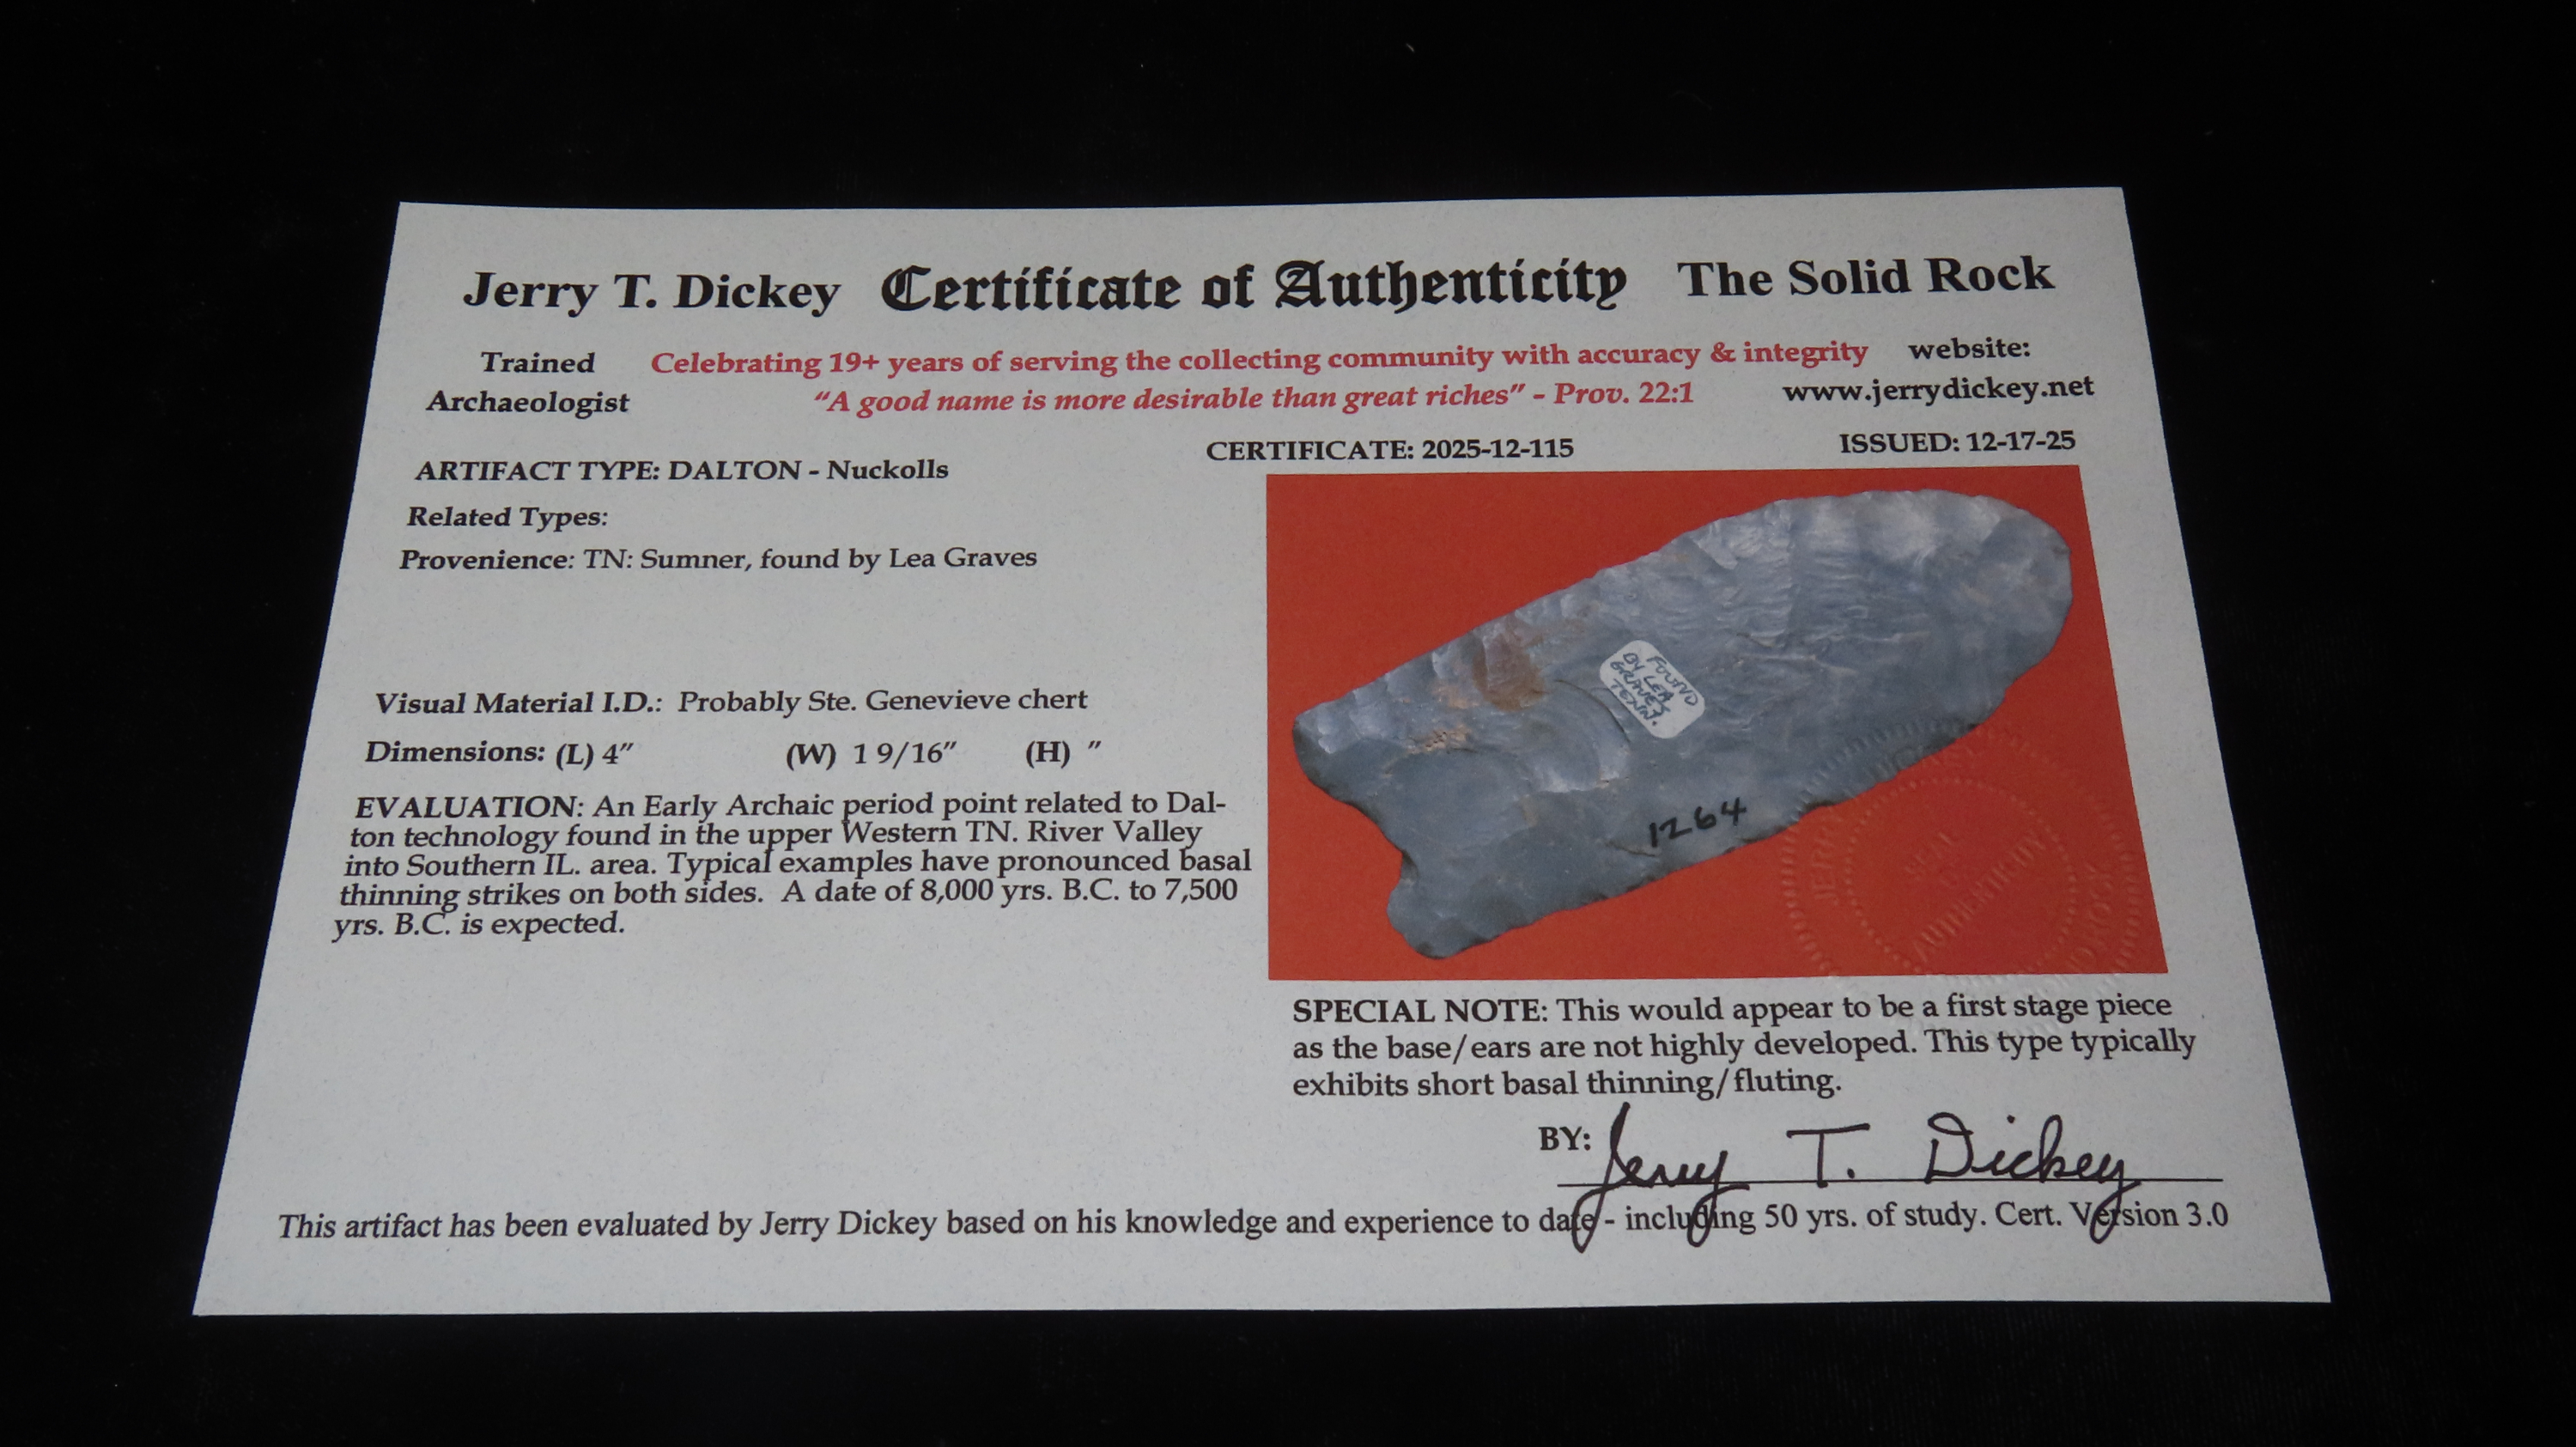 Jerry T. Dickey Certificate of Authenticity The Solid Rock
Trained Archaeologist
Celebrating 19+ years of serving the collecting community with accuracy & integrity
"A good name is more desirable than great riches" - Prov. 22:1
website:
www.jerrydickey.net
CERTIFICATE: 2025-12-115
ISSUED: 12-17-25
ARTIFACT TYPE: DALTON - Nuckolls
Related Types:
Provenience: TN: Sumner, found by Lea Graves
Visual Material I.D.: Probably Ste. Genevieve chert
Dimensions: (L) 4" (W) 1 9/16" (H) "
EVALUATION: An Early Archaic period point related to Dal-
ton technology found in the upper Western TN. River Valley
into Southern IL. area. Typical examples have pronounced basal
thinning strikes on both sides. A date of 8,000 yrs. B.C. to 7,500
yrs. B.C. is expected.
FOUND
BY LEA
GRAVES
TENN.
1264
JERRY
SEAL
OF
AUTHENTICITY
ROCK
SPECIAL NOTE: This would appear to be a first stage piece
as the base/ears are not highly developed. This type typically
exhibits short basal thinning/fluting.
BY: Jerry T. Dickey
This artifact has been evaluated by Jerry Dickey based on his knowledge and experience to date - including 50 yrs. of study. Cert. Version 3.0